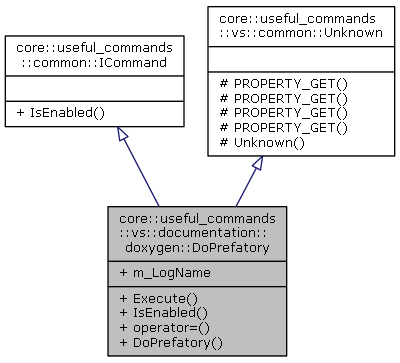 core::useful_commands
::common::ICommand
+ IsEnabled()
core::useful_commands
::vs::common::Unknown
# PROPERTY_GET()
# PROPERTY_GET()
# PROPERTY_GET()
# PROPERTY_GET()
# Unknown()
core::useful_commands
::vs::documentation::
doxygen::DoPrefatory
+ m_LogName
+ Execute()
+ IsEnabled()
+ operator=()
+ DoPrefatory()